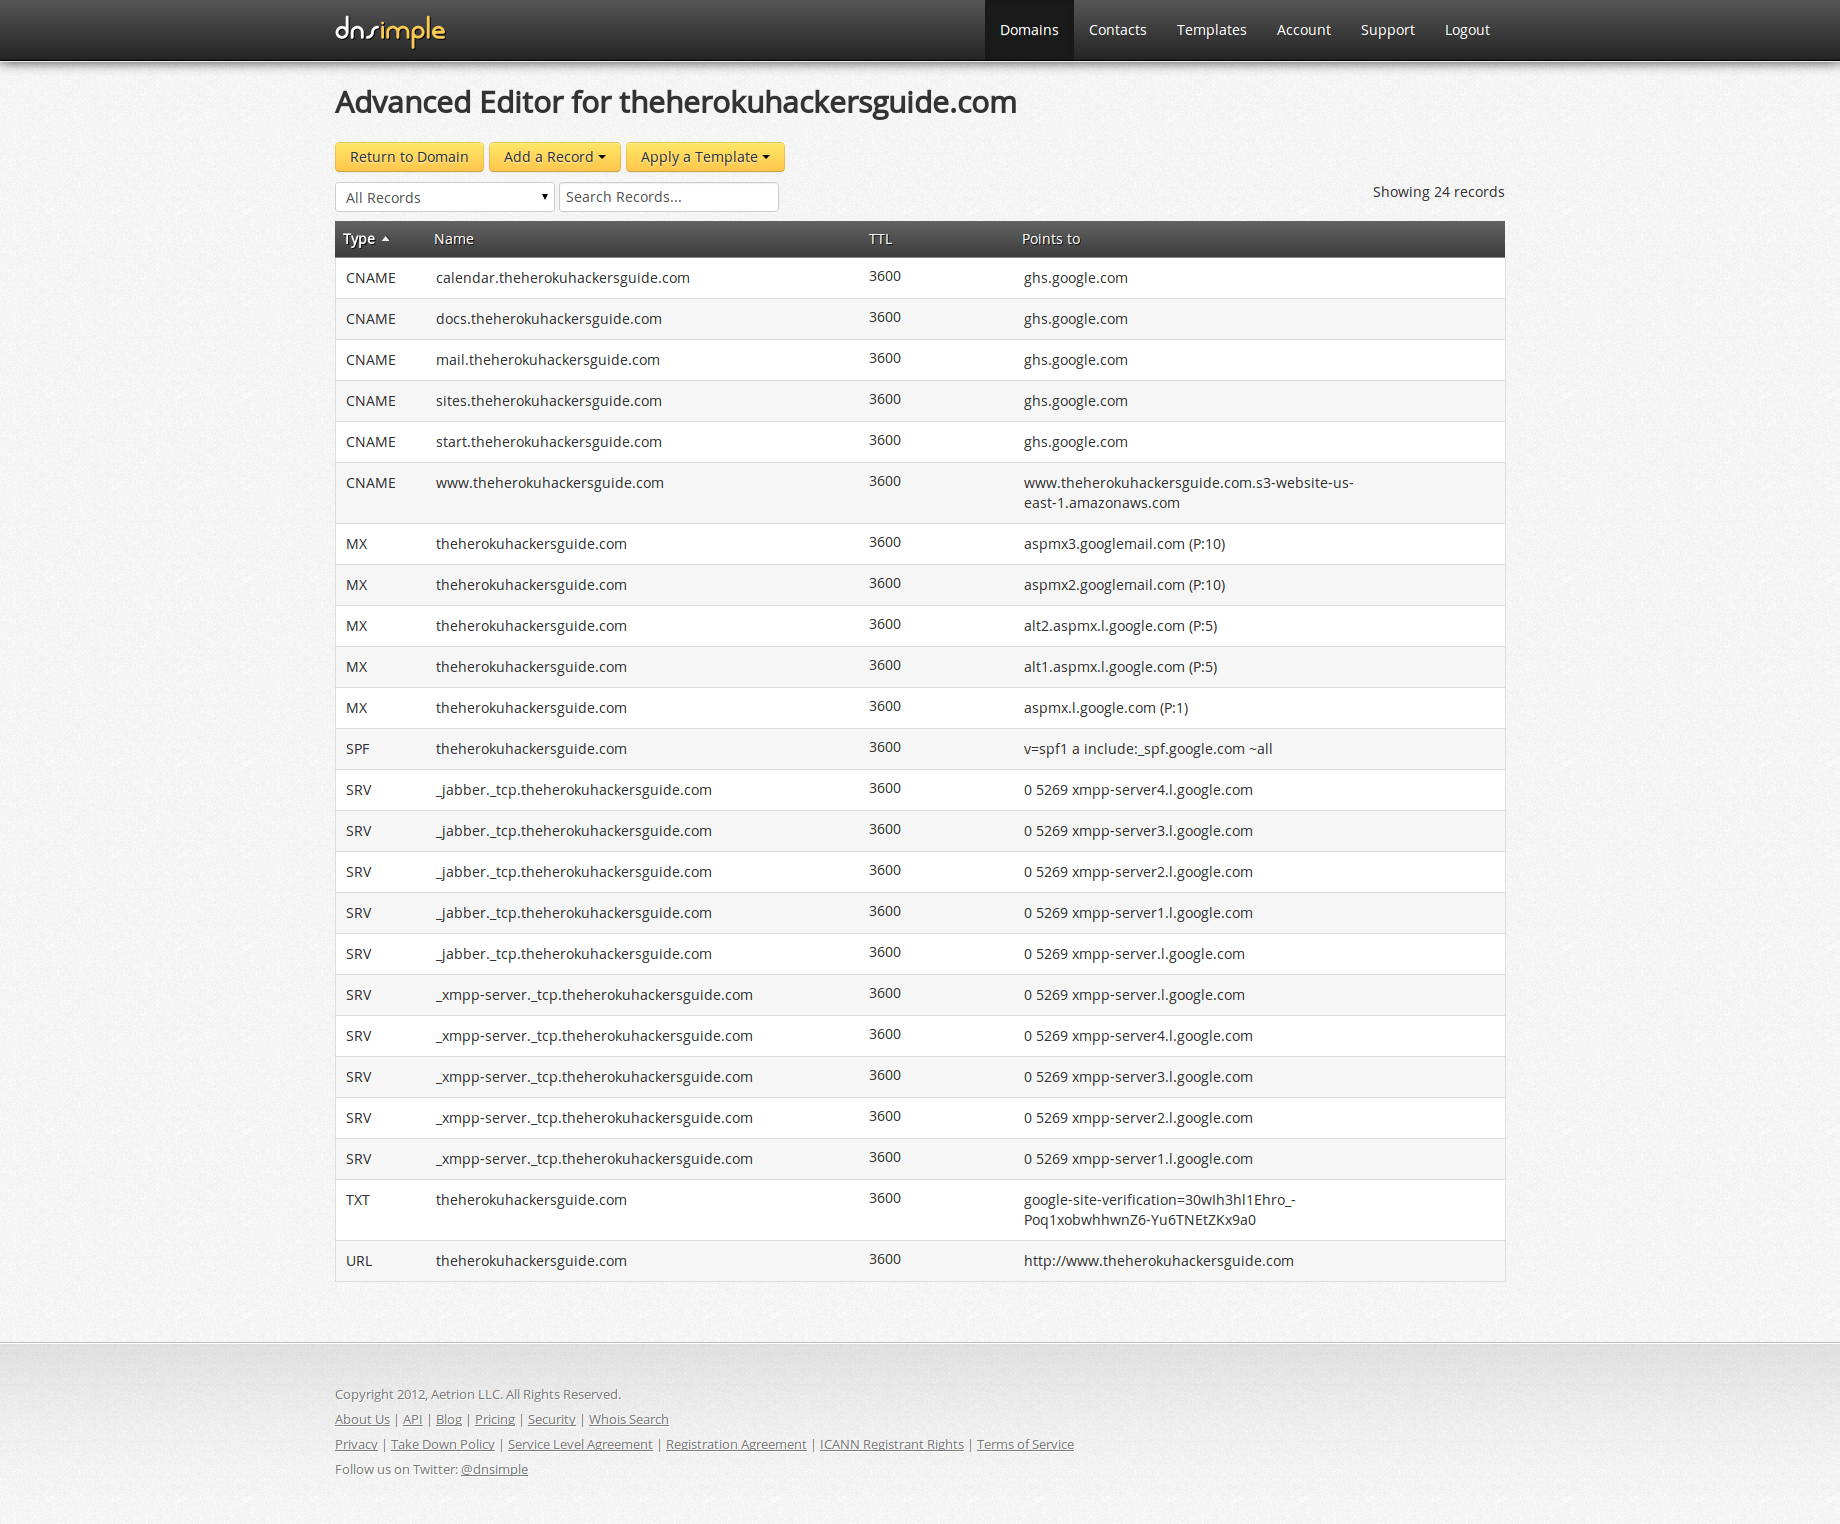 dnsimple
Domains Contacts Templates Account Support Logout
Advanced Editor for theherokuhackersguide.com
Return to Domain Add a Record Apply a Template
All Records Search Records... Showing 24 records
Type Name TTL Points to
CNAME calendar.theherokuhackersguide.com 3600 ghs.google.com
CNAME docs.theherokuhackersguide.com 3600 ghs.google.com
CNAME mail.theherokuhackersguide.com 3600 ghs.google.com
CNAME sites.theherokuhackersguide.com 3600 ghs.google.com
CNAME start.theherokuhackersguide.com 3600 ghs.google.com
CNAME www.theherokuhackersguide.com 3600 www.theherokuhackersguide.com.s3-website-us-
east-1.amazonaws.com
MX theherokuhackersguide.com 3600 aspmx3.googlemail.com (P:10)
MX theherokuhackersguide.com 3600 aspmx2.googlemail.com (P:10)
MX theherokuhackersguide.com 3600 alt2.aspmx.l.google.com (P:5)
MX theherokuhackersguide.com 3600 alt1.aspmx.l.google.com (P:5)
MX theherokuhackersguide.com 3600 aspmx.l.google.com (P:1)
SPF theherokuhackersguide.com 3600 v=spf1 a include:_spf.google.com ~all
SRV _jabber._tcp.theherokuhackersguide.com 3600 0 5269 xmpp-server4.l.google.com
SRV _jabber._tcp.theherokuhackersguide.com 3600 0 5269 xmpp-server3.l.google.com
SRV _jabber._tcp.theherokuhackersguide.com 3600 0 5269 xmpp-server2.l.google.com
SRV _jabber._tcp.theherokuhackersguide.com 3600 0 5269 xmpp-server1.l.google.com
SRV _jabber._tcp.theherokuhackersguide.com 3600 0 5269 xmpp-server.l.google.com
SRV _xmpp-server._tcp.theherokuhackersguide.com 3600 0 5269 xmpp-server.l.google.com
SRV _xmpp-server._tcp.theherokuhackersguide.com 3600 0 5269 xmpp-server4.l.google.com
SRV _xmpp-server._tcp.theherokuhackersguide.com 3600 0 5269 xmpp-server3.l.google.com
SRV _xmpp-server._tcp.theherokuhackersguide.com 3600 0 5269 xmpp-server2.l.google.com
SRV _xmpp-server._tcp.theherokuhackersguide.com 3600 0 5269 xmpp-server1.l.google.com
TXT theherokuhackersguide.com 3600 google-site-verification=30wIh3hl1Ehro_-
Poq1xobwhhwnZ6-Yu6TNEtZKx9a0
URL theherokuhackersguide.com 3600 http://www.theherokuhackersguide.com
Copyright 2012, Aetrion LLC. All Rights Reserved.
About Us | API | Blog | Pricing | Security | Whois Search
Privacy | Take Down Policy | Service Level Agreement | Registration Agreement | ICANN Registrant Rights | Terms of Service
Follow us on Twitter: @dnsimple